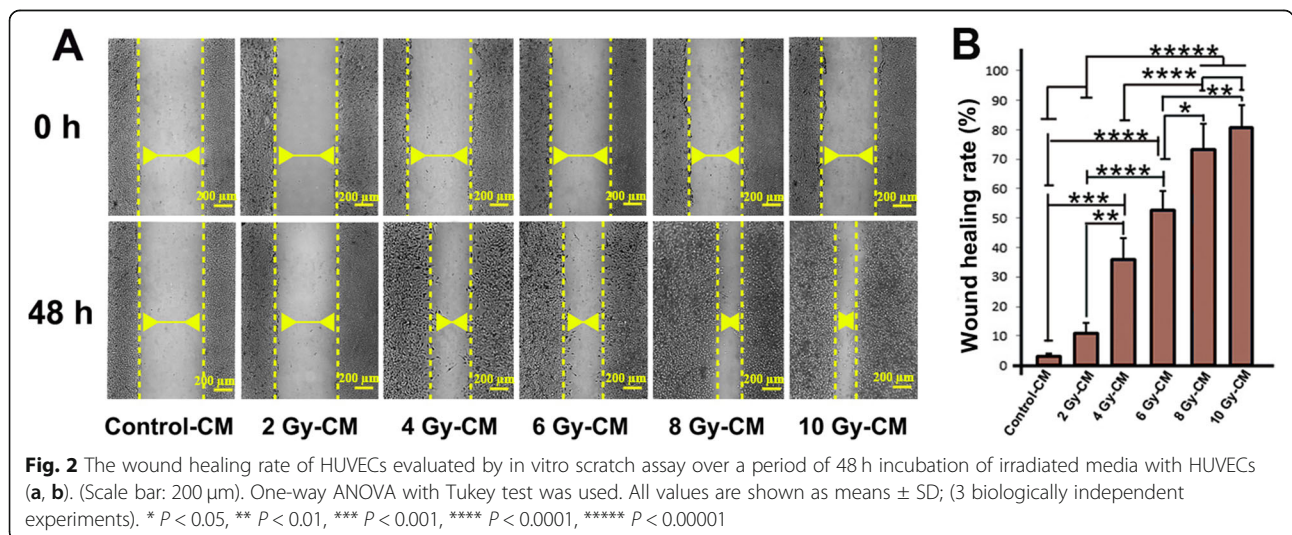 A
0 h
200 µm 200 µm 200 µm 200 µm 200 µm 200 µm
48 h
200 µm 200 µm 200 µm 200 µm 200 µm 200 µm
Control-CM 2 Gy-CM 4 Gy-CM 6 Gy-CM 8 Gy-CM 10 Gy-CM
B
Wound healing rate (%)
100
90
80
70
60
50
40
30
20
10
0
*****
****
**
*
****
****
***
**
Control-CM 2 Gy-CM 4 Gy-CM 6 Gy-CM 8 Gy-CM 10 Gy-CM
Fig. 2 The wound healing rate of HUVECs evaluated by in vitro scratch assay over a period of 48 h incubation of irradiated media with HUVECs
(a, b). (Scale bar: 200 µm). One-way ANOVA with Tukey test was used. All values are shown as means ± SD; (3 biologically independent
experiments). * P < 0.05, ** P < 0.01, *** P < 0.001, **** P < 0.0001, ***** P < 0.00001